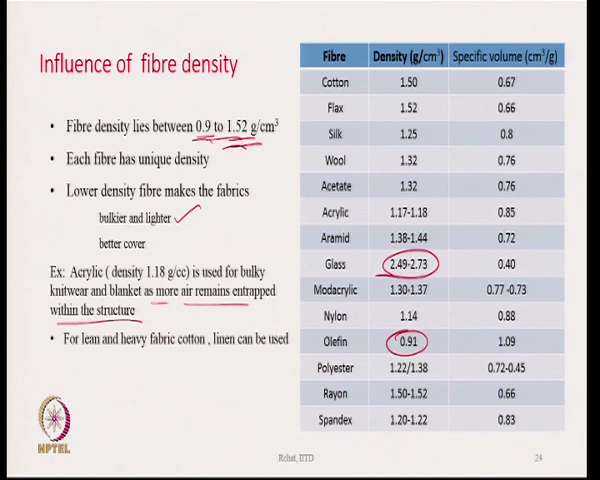 Influence of fibre density
• Fibre density lies between 0.9 to 1.52 g/cm³
• Each fibre has unique density
• Lower density fibre makes the fabrics
bulkier and lighter
better cover
Ex: Acrylic ( density 1.18 g/cc) is used for bulky
knitwear and blanket as more air remains entrapped
within the structure
• For lean and heavy fabric cotton , linen can be used
Fibre Density (g/cm³) Specific volume (cm³/g)
Cotton 1.50 0.67
Flax 1.52 0.66
Silk 1.25 0.8
Wool 1.32 0.76
Acetate 1.32 0.76
Acrylic 1.17-1.18 0.85
Aramid 1.38-1.44 0.72
Glass 2.49-2.73 0.40
Modacrylic 1.30-1.37 0.77 -0.73
Nylon 1.14 0.88
Olefin 0.91 1.09
Polyester 1.22/1.38 0.72-0.45
Rayon 1.50-1.52 0.66
Spandex 1.20-1.22 0.83
NPTEL
, IITD
24